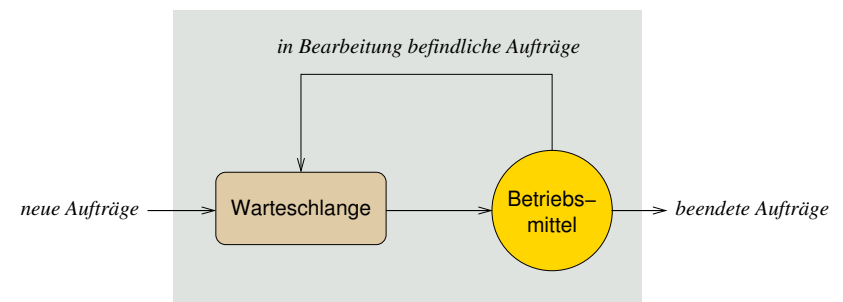 in Bearbeitung befindliche Aufträge
neue Aufträge
Warteschlange
Betriebs−
mittel
beendete Aufträge